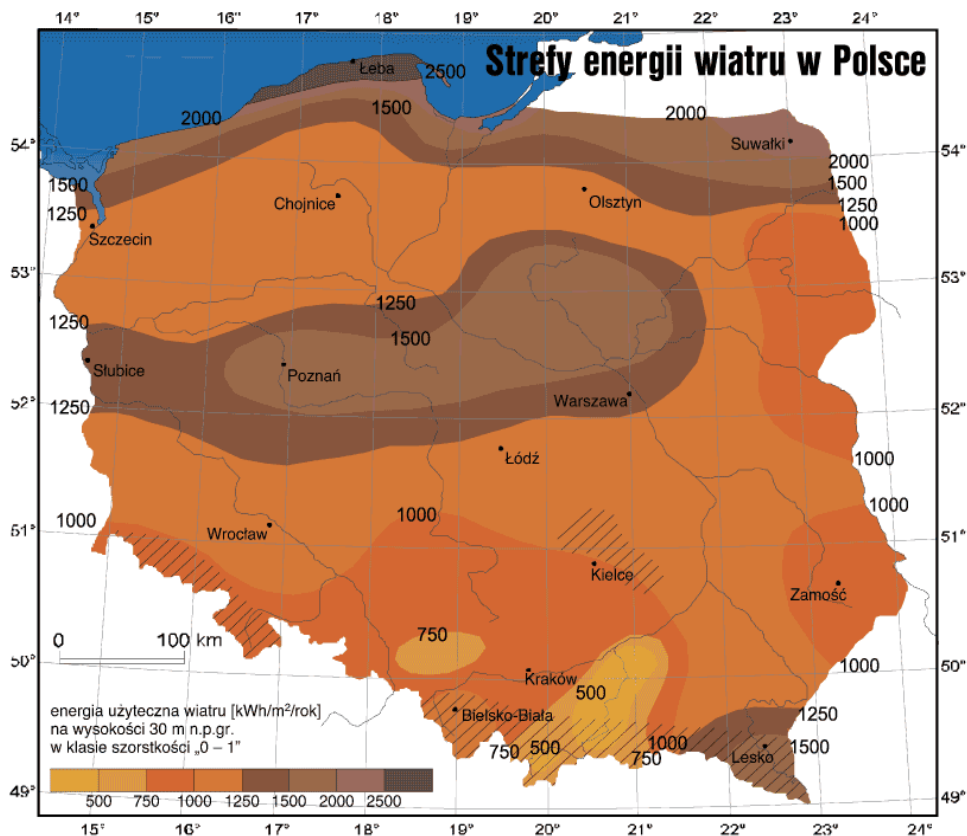 14° 15° 16° 17° 18° 19° 20° 21° 22° 23° 24°
Strefy energii wiatru w Polsce
Łeba
2500
2000
1500
2000
Suwałki
54°
54°
2000
1500
1500
1250
1250
1000
Chojnice
Olsztyn
Szczecin
53°
53°
1250
1250
1500
Słubice
Poznań
Warszawa
52°
52°
1250
Łódź
1000
1000
1000
1000
51°
51°
Wrocław
Kielce
Zamość
0 100 km
750
50°
50°
1000
Kraków
500
energia użyteczna wiatru [kWh/m²/rok]
na wysokości 30 m n.p.gr.
w klasie szorstkości „0 – 1”
Bielsko-Biała
1250
1000
1500
750
500
750
Lesko
500 750 1000 1250 1500 2000 2500
49°
49°
15° 16° 17° 18° 19° 20° 21° 22° 23° 24°